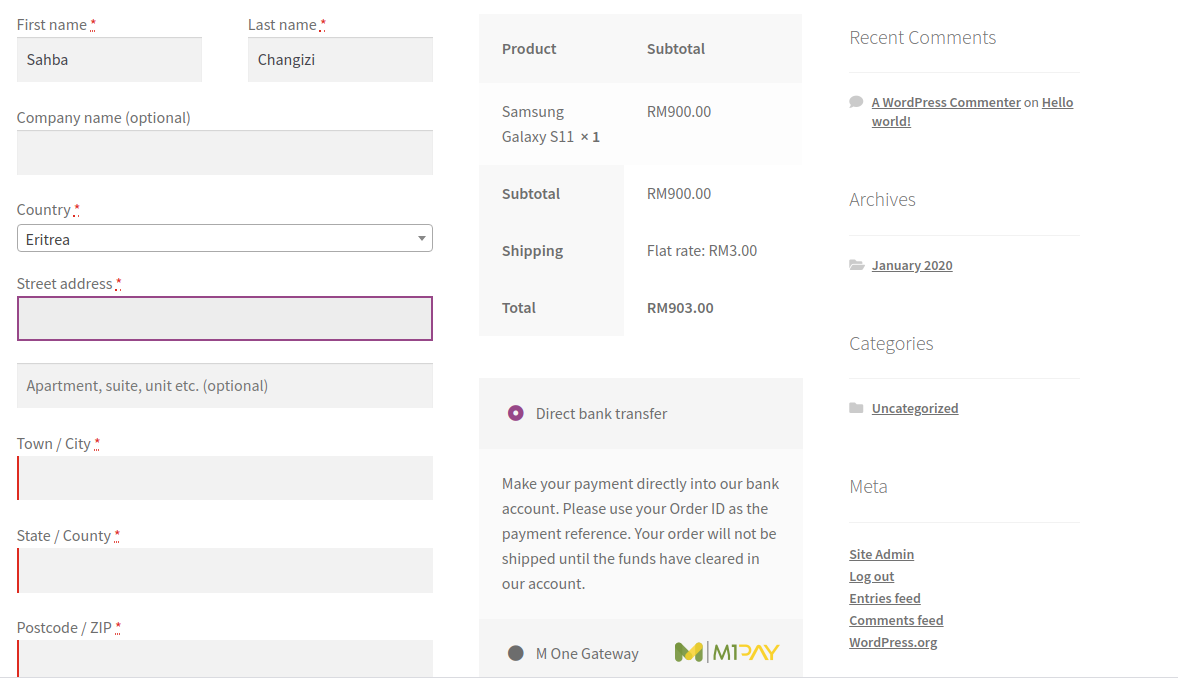 First name *
Last name *
Sahba
Changizi
Company name (optional)
Country *
Eritrea
Street address *
Apartment, suite, unit etc. (optional)
Town / City *
State / County *
Postcode / ZIP *
Product Subtotal
Samsung
Galaxy S11 × 1
RM900.00
Subtotal RM900.00
Shipping Flat rate: RM3.00
Total RM903.00
Direct bank transfer
Make your payment directly into our bank
account. Please use your Order ID as the
payment reference. Your order will not be
shipped until the funds have cleared in
our account.
M One Gateway
M1PAY
Recent Comments
A WordPress Commenter on Hello
world!
Archives
January 2020
Categories
Uncategorized
Meta
Site Admin
Log out
Entries feed
Comments feed
WordPress.org